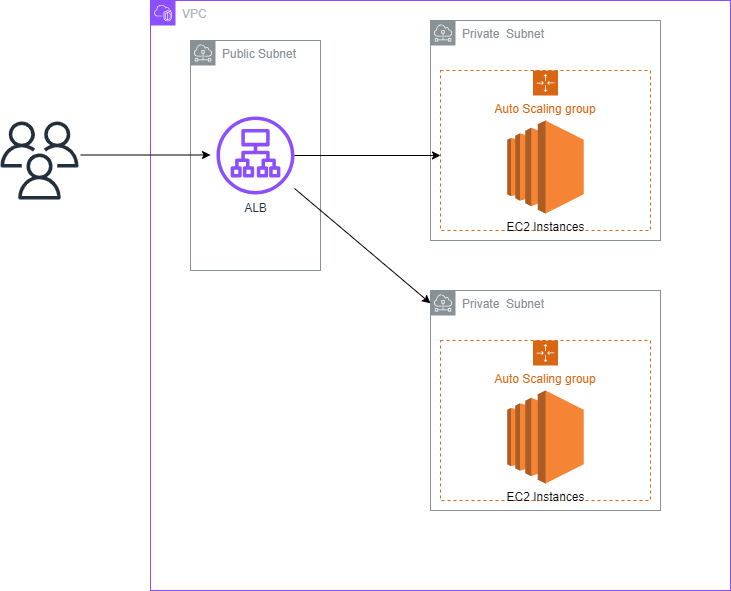 VPC
Public Subnet
ALB
Private  Subnet
Auto Scaling group
EC2 Instances
Private  Subnet
Auto Scaling group
EC2 Instances